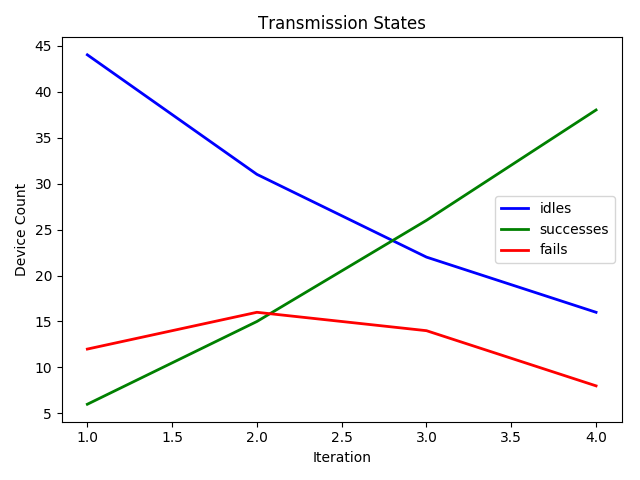 Transmission States
45
40
35
30
25
20
15
10
5
Device Count
idles
successes
fails
1.0 1.5 2.0 2.5 3.0 3.5 4.0
Iteration